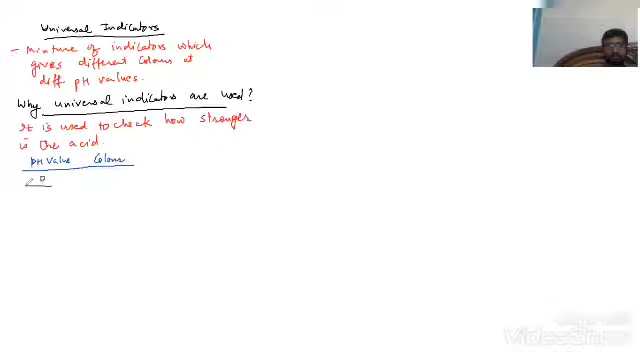 Universal Indicators
- Mixture of indicators which
gives different colours at
diff pH values.
Why universal indicators are used?
It is used to check how stronger
is the acid.
pH value Colour
VideoShow